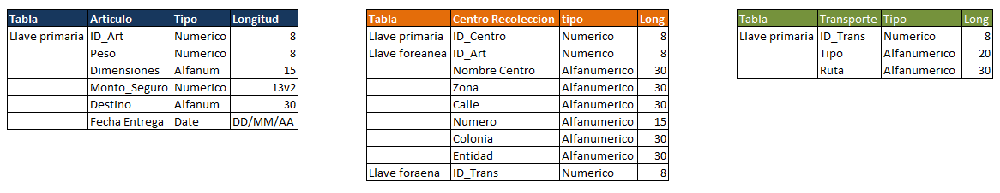 Tabla Articulo Tipo Longitud
Llave primaria ID_Art Numerico 8
Peso Numerico 8
Dimensiones Alfanum 15
Monto_Seguro Numerico 13v2
Destino Alfanum 30
Fecha Entrega Date DD/MM/AA
Tabla Centro Recoleccion tipo Long
Llave primaria ID_Centro Numerico 8
Llave foreanea ID_Art Numerico 8
Nombre Centro Alfanumerico 30
Zona Alfanumerico 30
Calle Alfanumerico 30
Numero Alfanumerico 15
Colonia Alfanumerico 30
Entidad Alfanumerico 30
Llave foraena ID_Trans Numerico 8
Tabla Transporte Tipo Long
Llave primaria ID_Trans Numerico 8
Tipo Alfanumerico 20
Ruta Alfanumerico 30